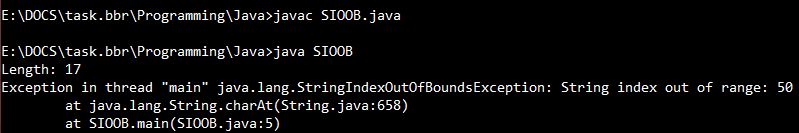 E:\DOCS\task.bbr\Programming\Java>javac SIOOB.java
E:\DOCS\task.bbr\Programming\Java>java SIOOB
Length: 17
Exception in thread "main" java.lang.StringIndexOutOfBoundsException: String index out of range: 50
at java.lang.String.charAt(String.java:658)
at SIOOB.main(SIOOB.java:5)